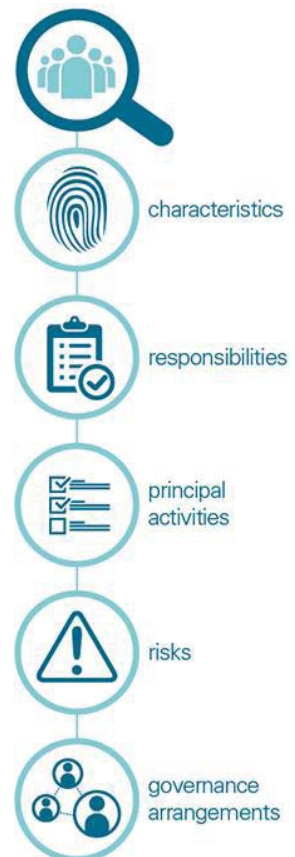 characteristics
responsibilities
principal
activities
risks
governance
arrangements